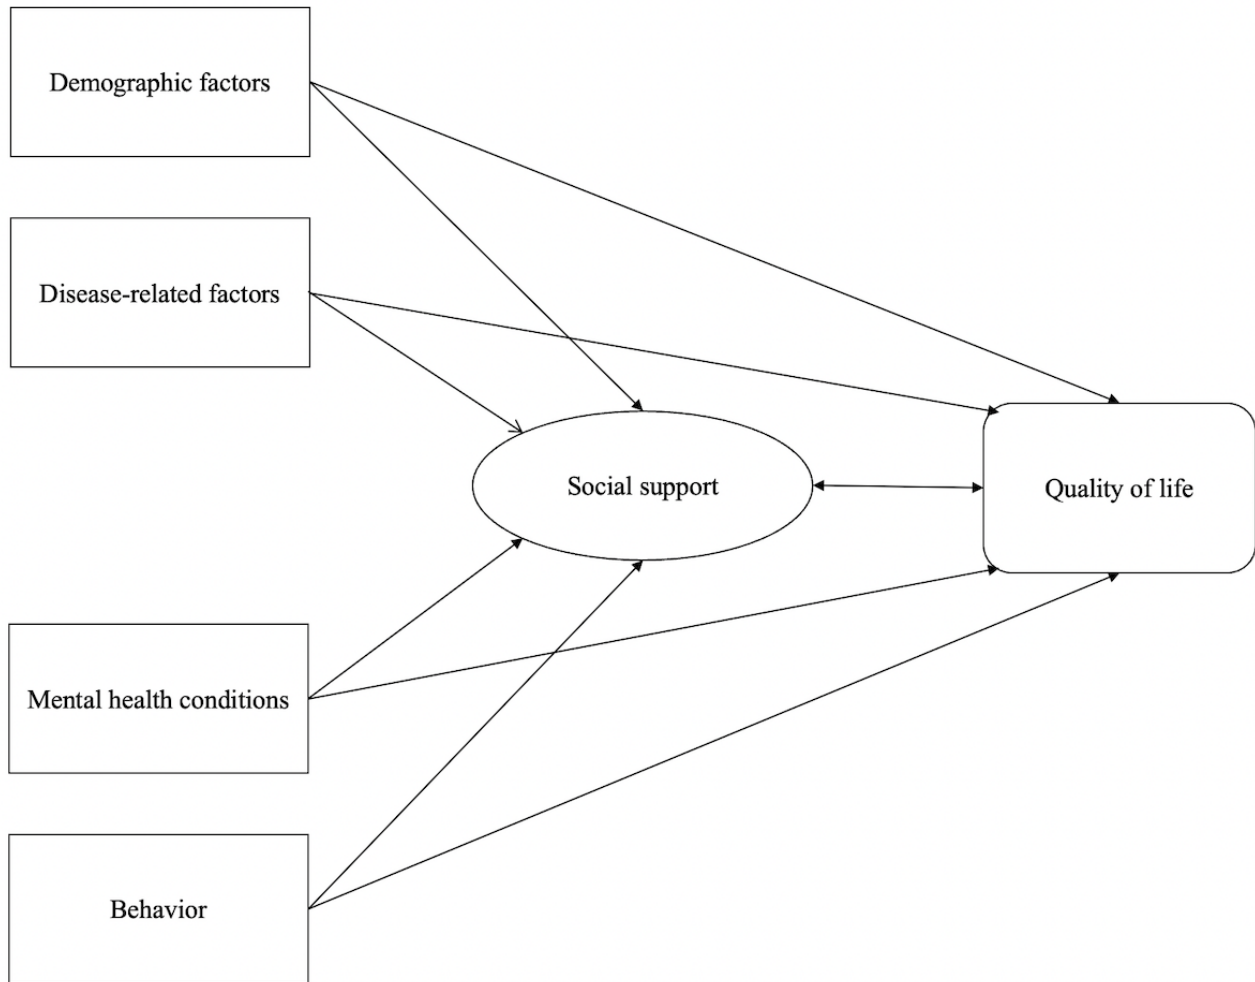 Demographic factors
Disease-related factors
Social support
Quality of life
Mental health conditions
Behavior